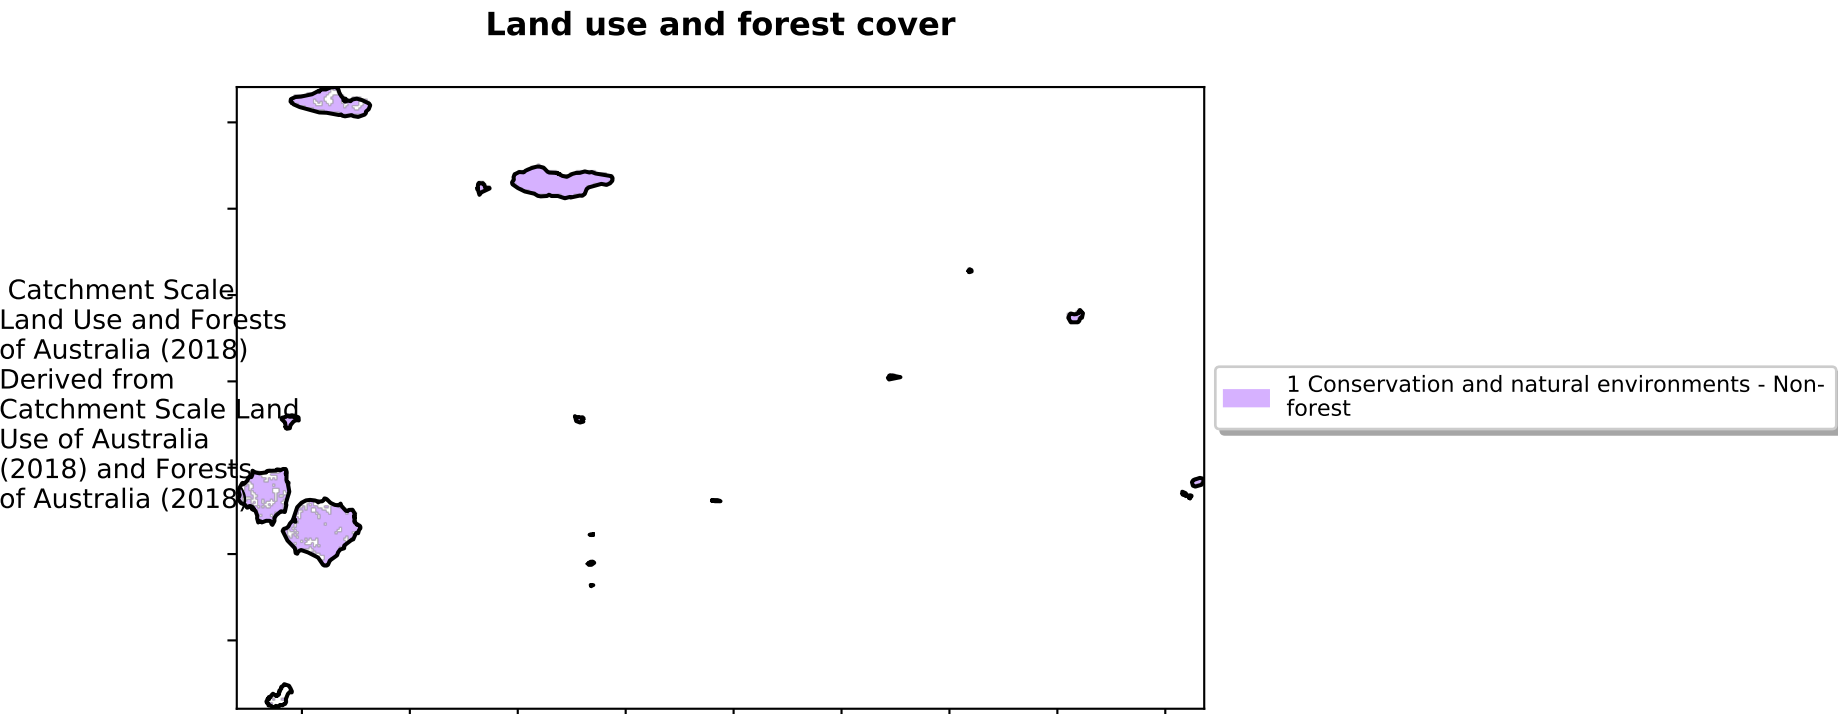 Land use and forest cover
Catchment Scale
Land Use and Forests
of Australia (2018)
Derived from
Catchment Scale Land
Use of Australia
(2018) and Forests
of Australia (2018)
1 Conservation and natural environments - Non-
forest